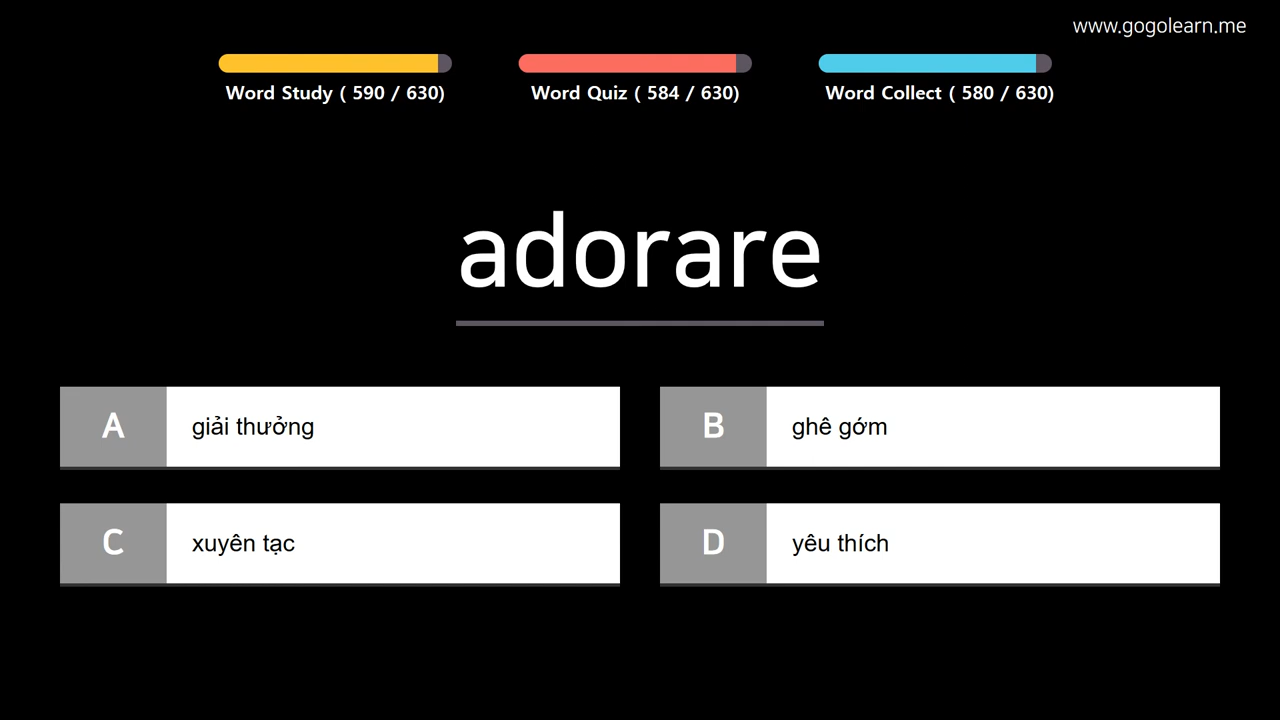 www.gogolearn.me
Word Study ( 590 / 630)
Word Quiz ( 584 / 630)
Word Collect ( 580 / 630)
adorare
A giải thưởng
B ghê gớm
C xuyên tạc
D yêu thích